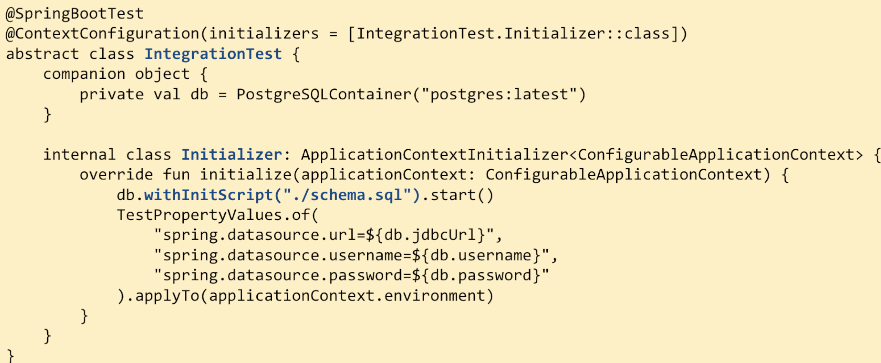 @SpringBootTest
@ContextConfiguration(initializers = [IntegrationTest.Initializer::class])
abstract class IntegrationTest {
    companion object {
        private val db = PostgreSQLContainer("postgres:latest")
    }

    internal class Initializer: ApplicationContextInitializer<ConfigurableApplicationContext> {
        override fun initialize(applicationContext: ConfigurableApplicationContext) {
            db.withInitScript("./schema.sql").start()
            TestPropertyValues.of(
                "spring.datasource.url=${db.jdbcUrl}",
                "spring.datasource.username=${db.username}",
                "spring.datasource.password=${db.password}"
            ).applyTo(applicationContext.environment)
        }
    }
}